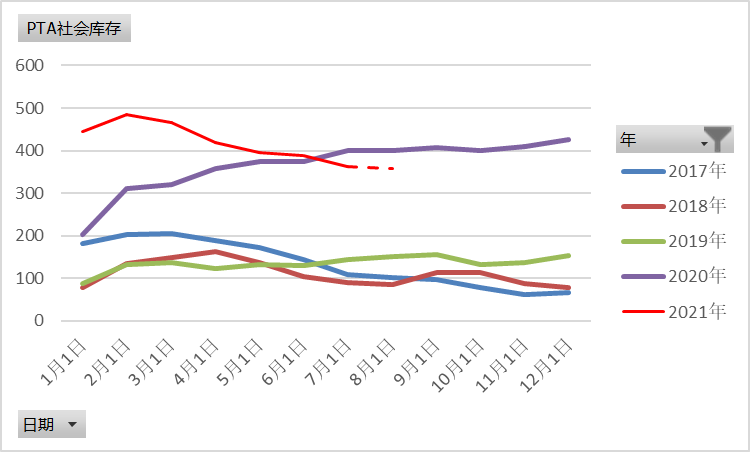 PTA社会库存
600
500
400
300
200
100
0
1月1日
2月1日
3月1日
4月1日
5月1日
6月1日
7月1日
8月1日
9月1日
10月1日
11月1日
12月1日
年
2017年
2018年
2019年
2020年
2021年
日期